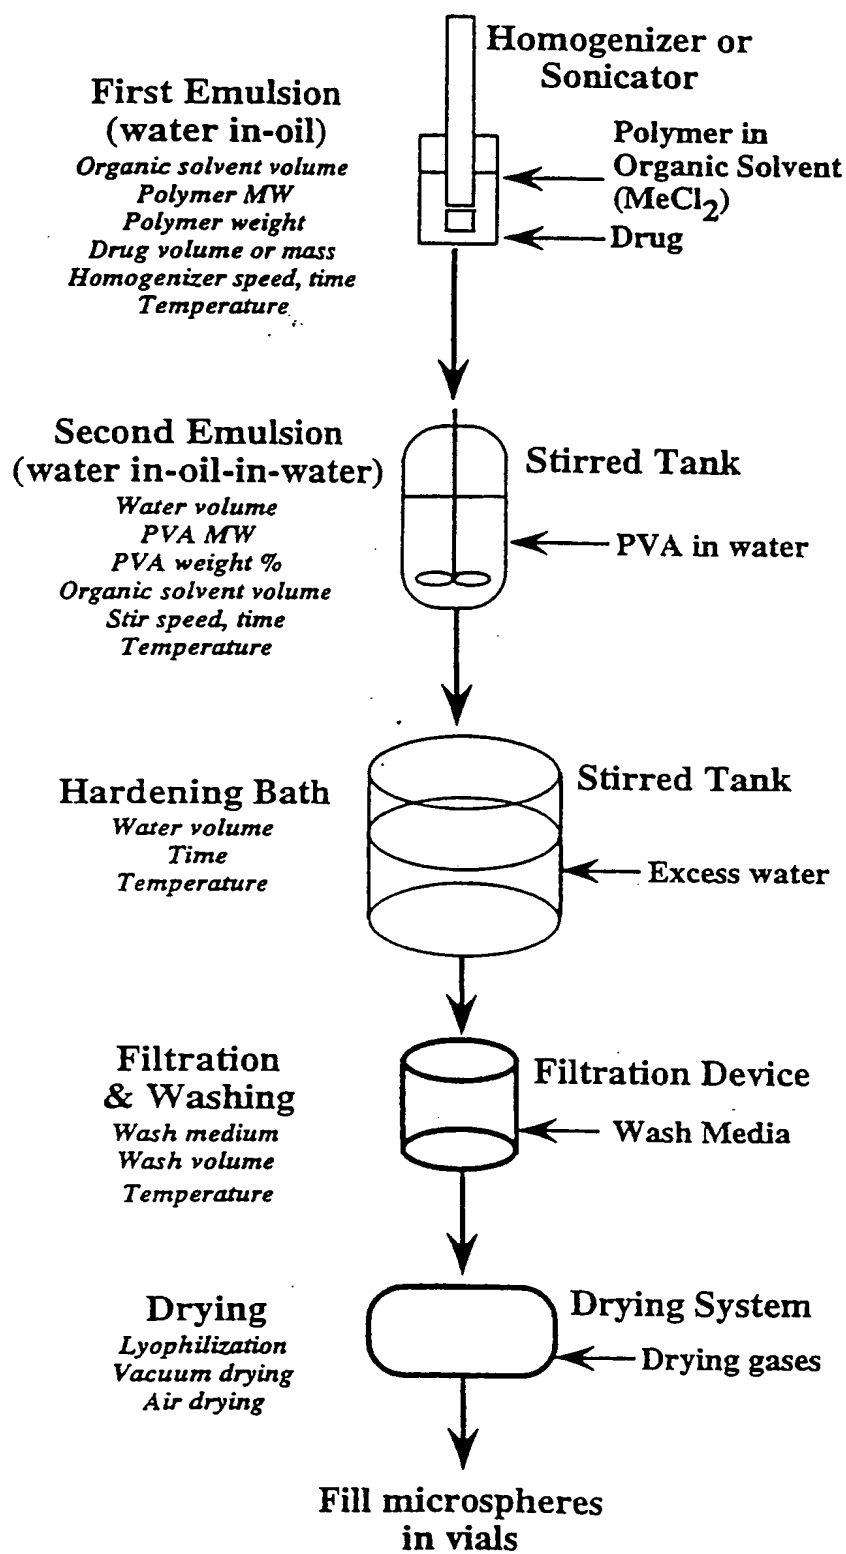 Homogenizer or
Sonicator
First Emulsion
(water in-oil)
Organic solvent volume
Polymer MW
Polymer weight
Drug volume or mass
Homogenizer speed, time
Temperature
Polymer in
Organic Solvent
(MeCl2)
Drug
Second Emulsion
(water in-oil-in-water)
Water volume
PVA MW
PVA weight %
Organic solvent volume
Stir speed, time
Temperature
Stirred Tank
PVA in water
Hardening Bath
Water volume
Time
Temperature
Stirred Tank
Excess water
Filtration
& Washing
Wash medium
Wash volume
Temperature
Filtration Device
Wash Media
Drying
Lyophilization
Vacuum drying
Air drying
Drying System
Drying gases
Fill microspheres
in vials